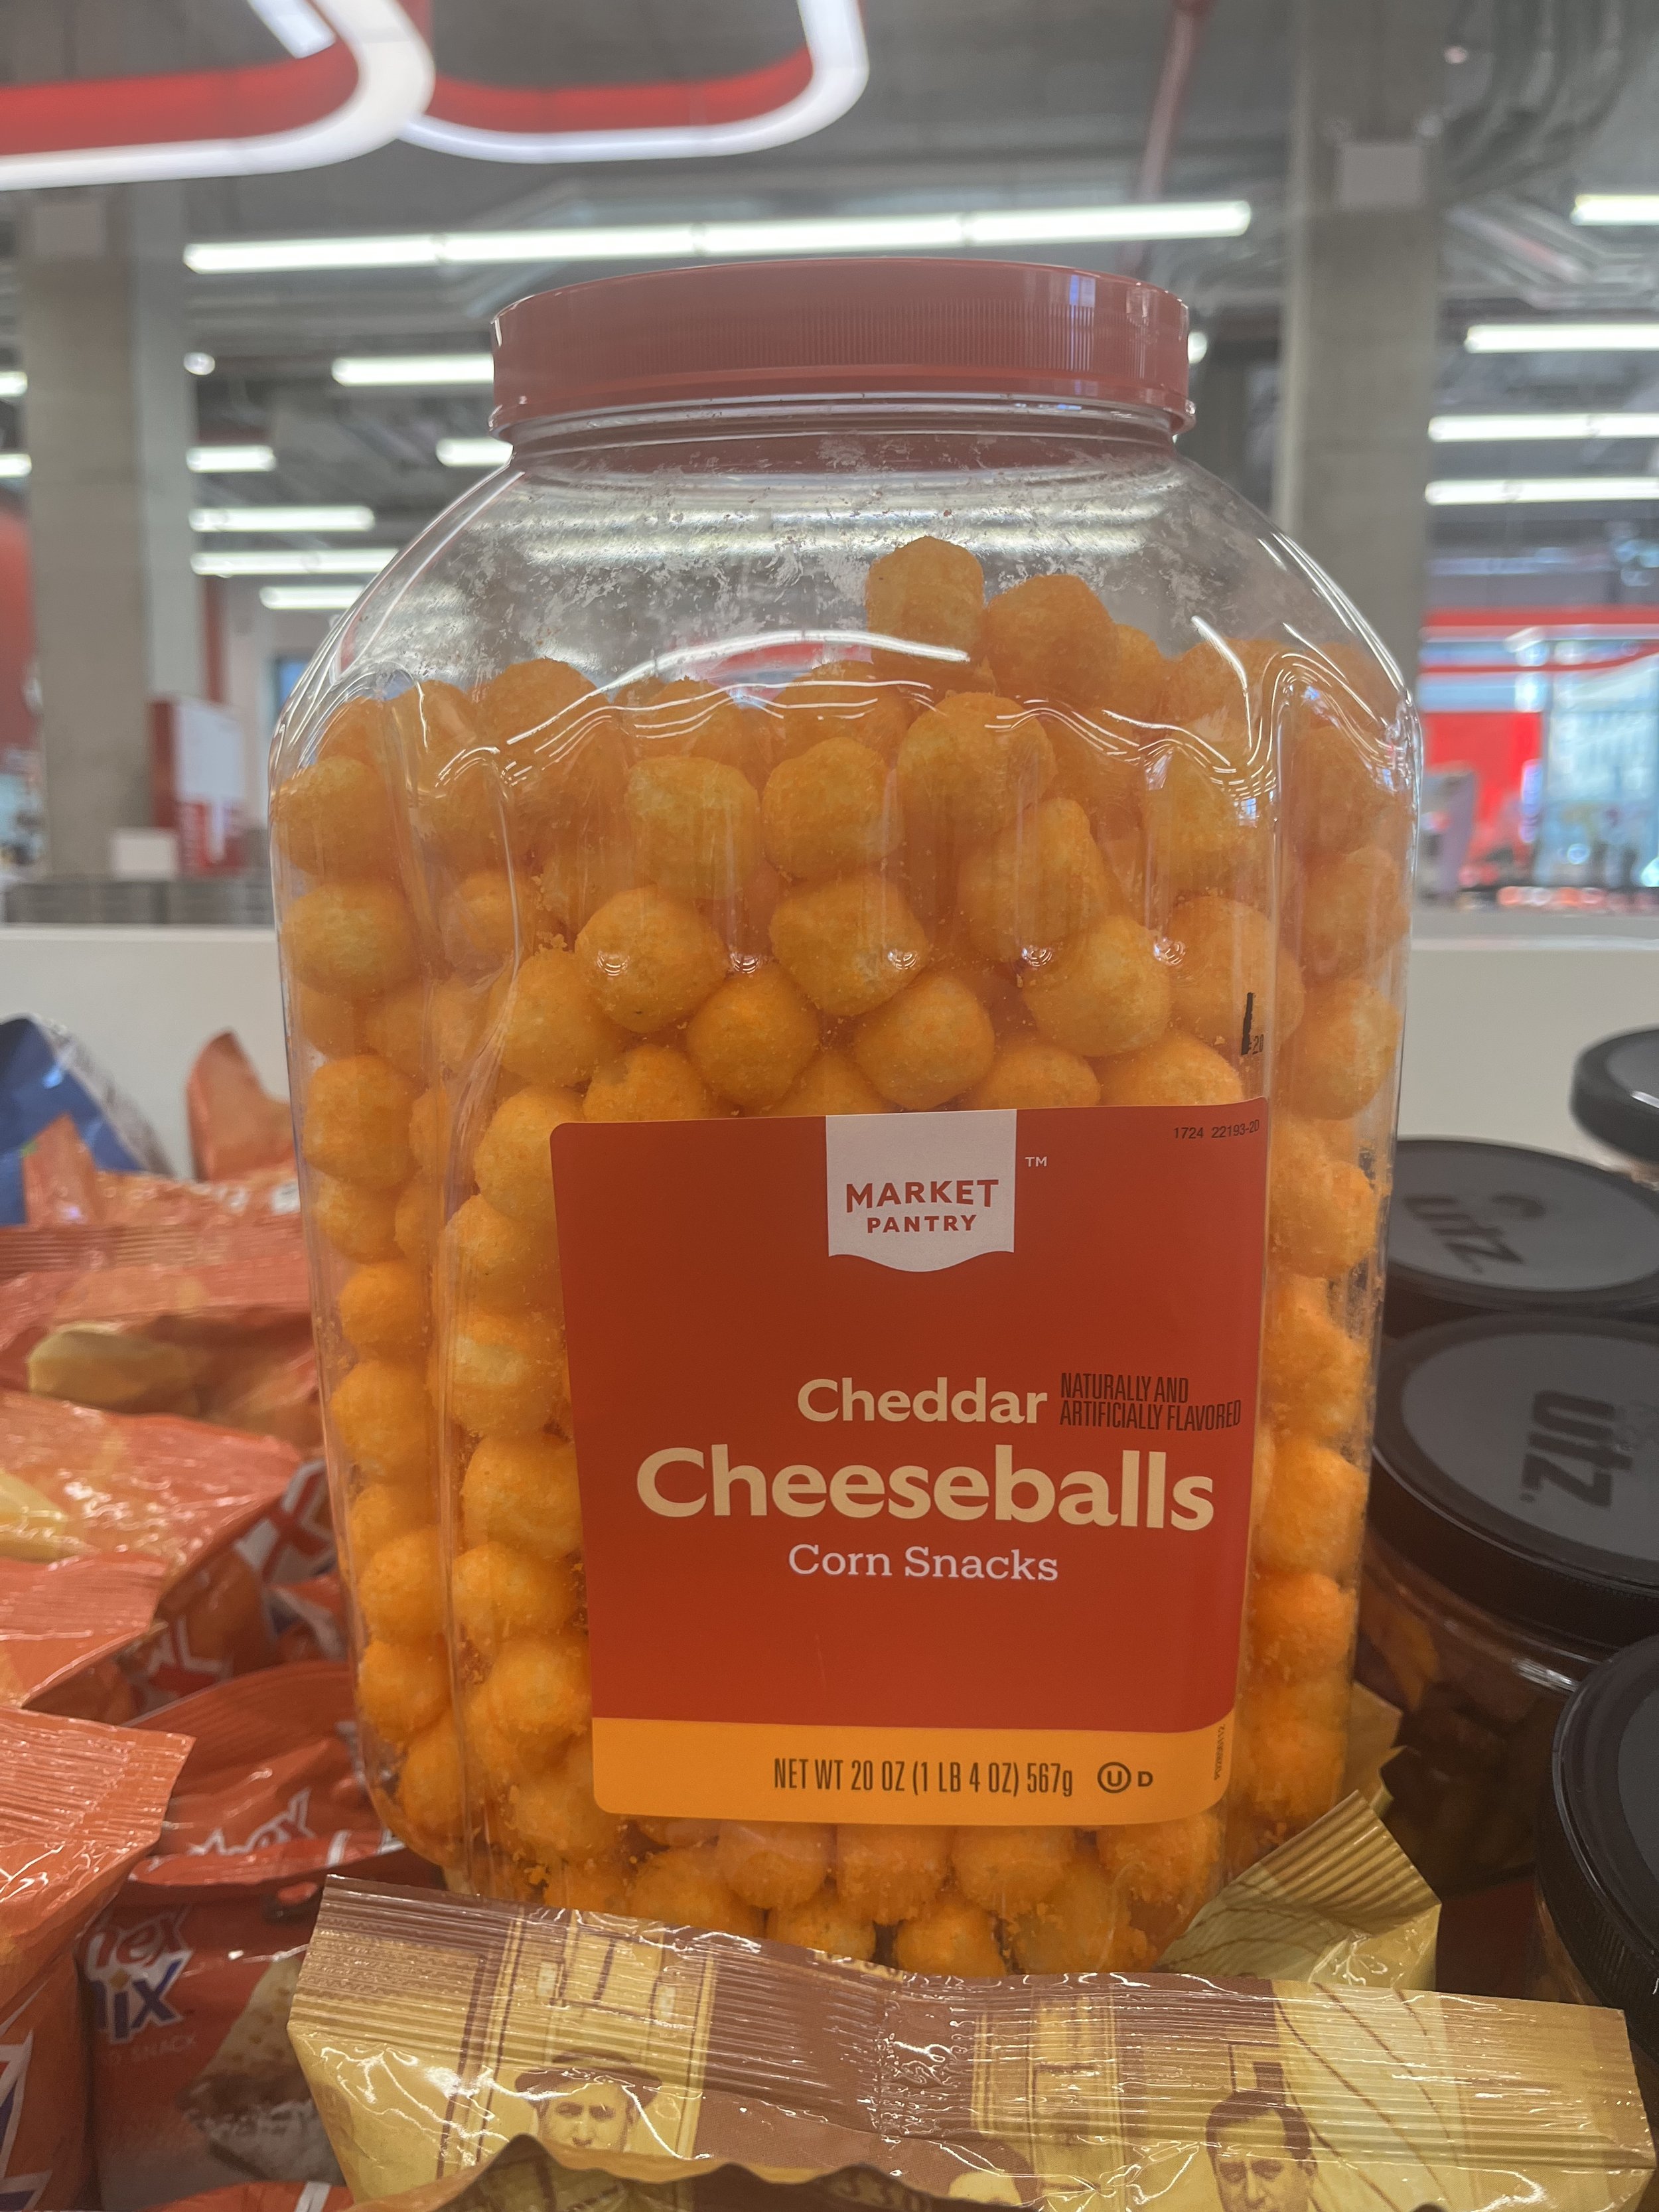 1724 22193-2D
MARKET
PANTRY
TM
Cheddar
NATURALLY AND
ARTIFICIALLY FLAVORED
Cheeseballs
Corn Snacks
NET WT 20 OZ (1 LB 4 OZ) 567g
U D
utz
utz.